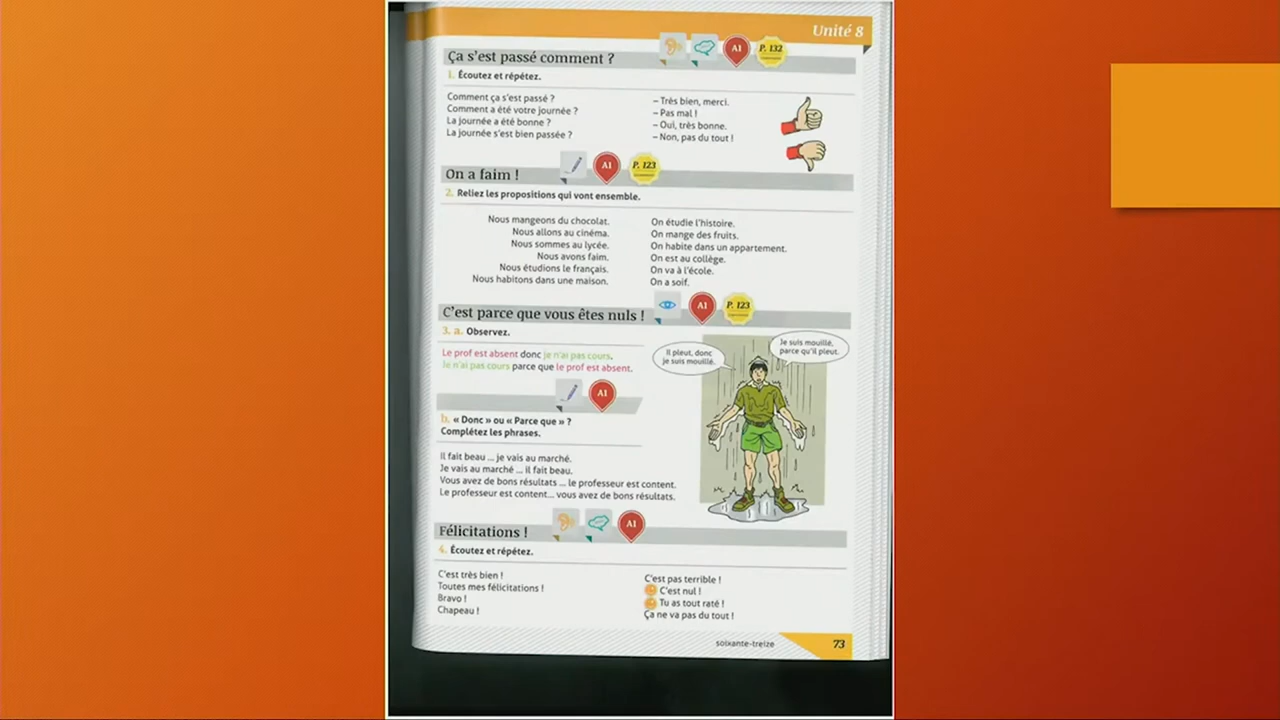 Unité 8
Ça s'est passé comment ?
A1
P. 132
1. Écoutez et répétez.
Comment ça s'est passé ?
Comment a été votre journée ?
La journée a été bonne ?
La journée s'est bien passée ?
– Très bien, merci.
– Pas mal !
– Oui, très bonne.
– Non, pas du tout !
On a faim !
A1
P. 123
2. Reliez les propositions qui vont ensemble.
Nous mangeons du chocolat.
Nous allons au cinéma.
Nous sommes au lycée.
Nous avons faim.
Nous étudions le français.
Nous habitons dans une maison.
On étudie l'histoire.
On mange des fruits.
On habite dans un appartement.
On est au collège.
On va à l'école.
On a soif.
C'est parce que vous êtes nuls !
A1
P. 123
3. a. Observez.
Le prof est absent donc je n'ai pas cours.
Je n'ai pas cours parce que le prof est absent.
Il pleut, donc
je suis mouillé.
Je suis mouillé,
parce qu'il pleut.
A1
b. « Donc » ou « Parce que » ?
Complétez les phrases.
Il fait beau ... je vais au marché.
Je vais au marché ... il fait beau.
Vous avez de bons résultats ... le professeur est content.
Le professeur est content... vous avez de bons résultats.
Félicitations !
A1
4. Écoutez et répétez.
C'est très bien !
Toutes mes félicitations !
Bravo !
Chapeau !
C'est pas terrible !
C'est nul !
Tu as tout raté !
Ça ne va pas du tout !
soixante-treize
73